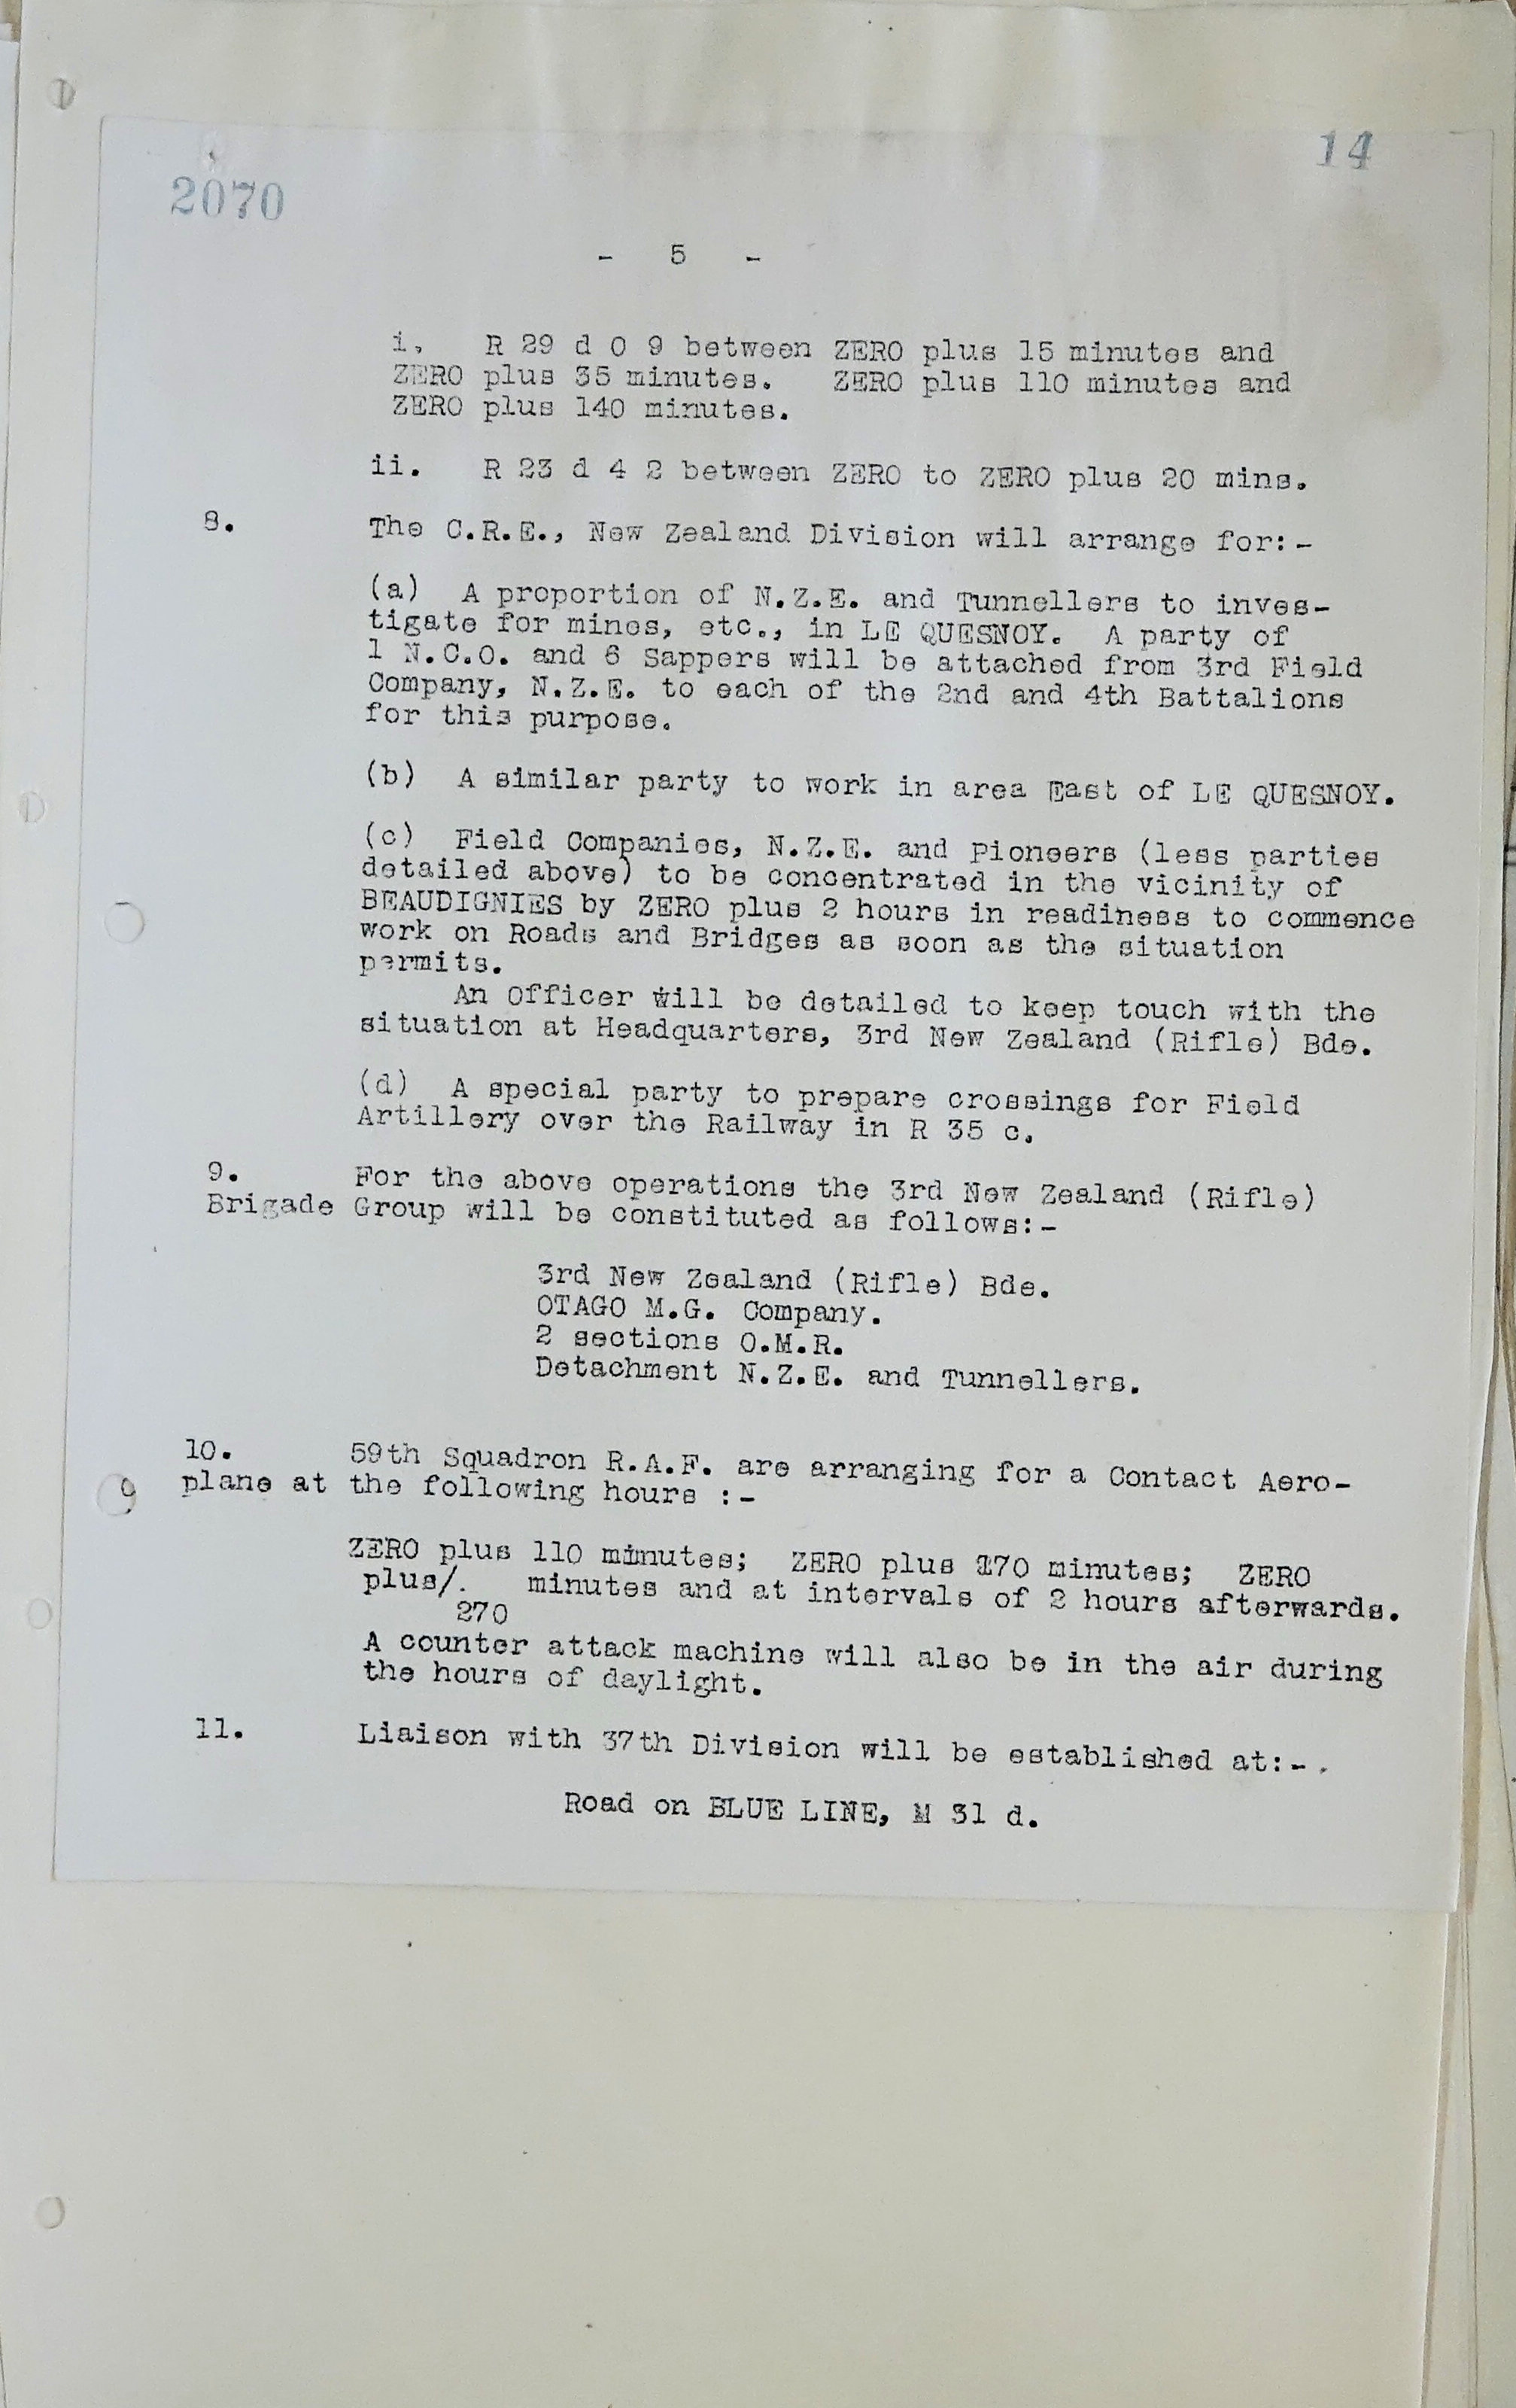 14
2070
- 5 -
i. R 29 d 0 9 between ZERO plus 15 minutes and
ZERO plus 35 minutes. ZERO plus 110 minutes and
ZERO plus 140 minutes.
ii. R 23 d 4 2 between ZERO to ZERO plus 20 mins.
8. The C.R.E., New Zealand Division will arrange for:-
(a) A proportion of N.Z.E. and Tunnellers to inves-
tigate for mines, etc., in LE QUESNOY. A party of
1 N.C.O. and 6 Sappers will be attached from 3rd Field
Company, N.Z.E. to each of the 2nd and 4th Battalions
for this purpose.
(b) A similar party to work in area East of LE QUESNOY.
(c) Field Companies, N.Z.E. and Pioneers (less parties
detailed above) to be concentrated in the vicinity of
BEAUDIGNIES by ZERO plus 2 hours in readiness to commence
work on Roads and Bridges as soon as the situation
permits.
An Officer will be detailed to keep touch with the
situation at Headquarters, 3rd New Zealand (Rifle) Bde.
(d) A special party to prepare crossings for Field
Artillery over the Railway in R 35 c.
9. For the above operations the 3rd New Zealand (Rifle)
Brigade Group will be constituted as follows:-
3rd New Zealand (Rifle) Bde.
OTAGO M.G. Company.
2 sections O.M.R.
Detachment N.Z.E. and Tunnellers.
10. 59th Squadron R.A.F. are arranging for a Contact Aero-
plane at the following hours :-
ZERO plus 110 minutes; ZERO plus 170 minutes; ZERO
plus/. minutes and at intervals of 2 hours afterwards.
270
A counter attack machine will also be in the air during
the hours of daylight.
11. Liaison with 37th Division will be established at:-.
Road on BLUE LINE, M 31 d.